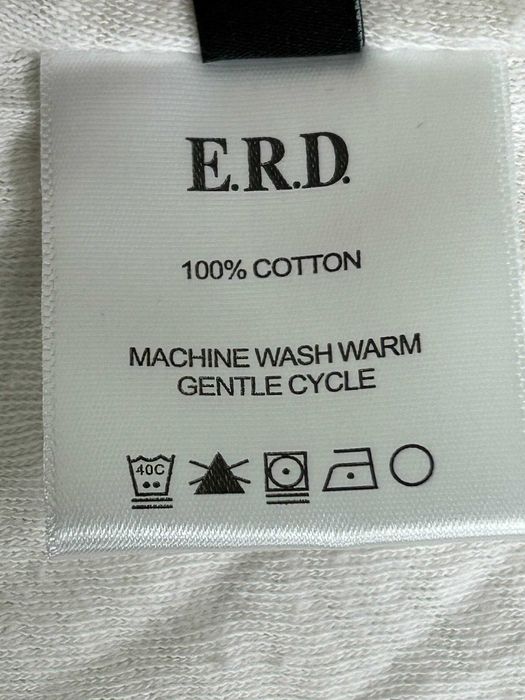 E.R.D.
100% COTTON
MACHINE WASH WARM
GENTLE CYCLE
40C